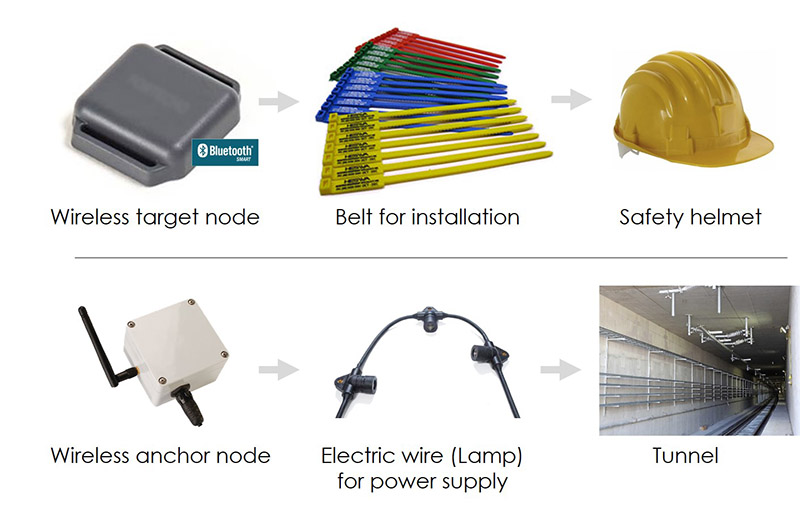 Bluetooth®
SMART
Wireless target node
Belt for installation
Safety helmet
Wireless anchor node
Electric wire (Lamp)
for power supply
Tunnel